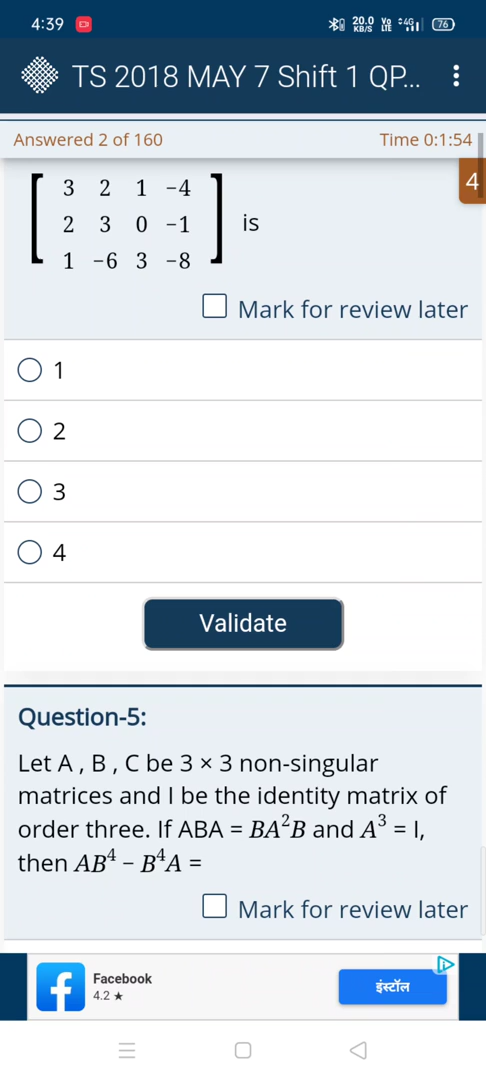 4:39 20.0 KB/S Vo LTE 4G 76
TS 2018 MAY 7 Shift 1 QP...
Answered 2 of 160 Time 0:1:54
4
3 2 1 −4
2 3 0 −1 is
1 −6 3 −8
Mark for review later
1
2
3
4
Validate
Question-5:
Let A , B , C be 3 × 3 non-singular
matrices and I be the identity matrix of
order three. If ABA = BA²B and A³ = I,
then AB⁴ − B⁴A =
Mark for review later
Facebook
4.2 ★
इंस्टॉल